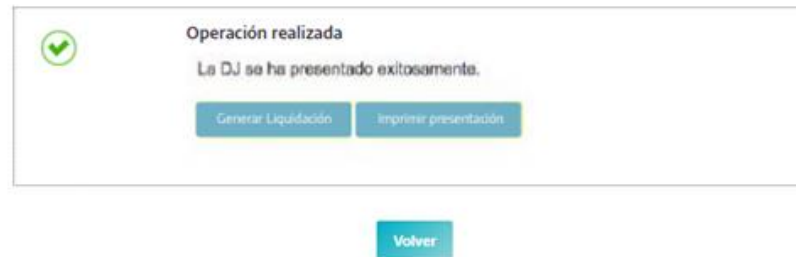 Operación realizada
La DJ se ha presentado exitosamente.
Generar Liquidación Imprimir presentación
Volver